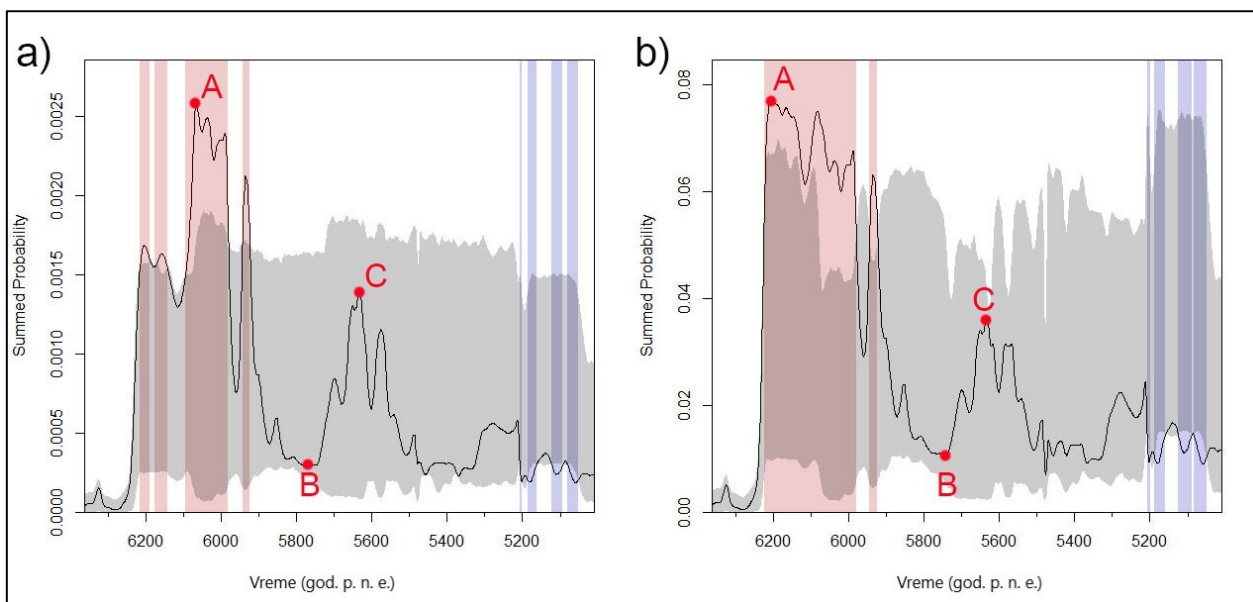 a)
A
B
C
Summed Probability
0.0000
0.0005
0.0010
0.0015
0.0020
0.0025
6200 6000 5800 5600 5400 5200
Vreme (god. p. n. e.)
b)
A
B
C
Summed Probability
0.00
0.02
0.04
0.06
0.08
6200 6000 5800 5600 5400 5200
Vreme (god. p. n. e.)